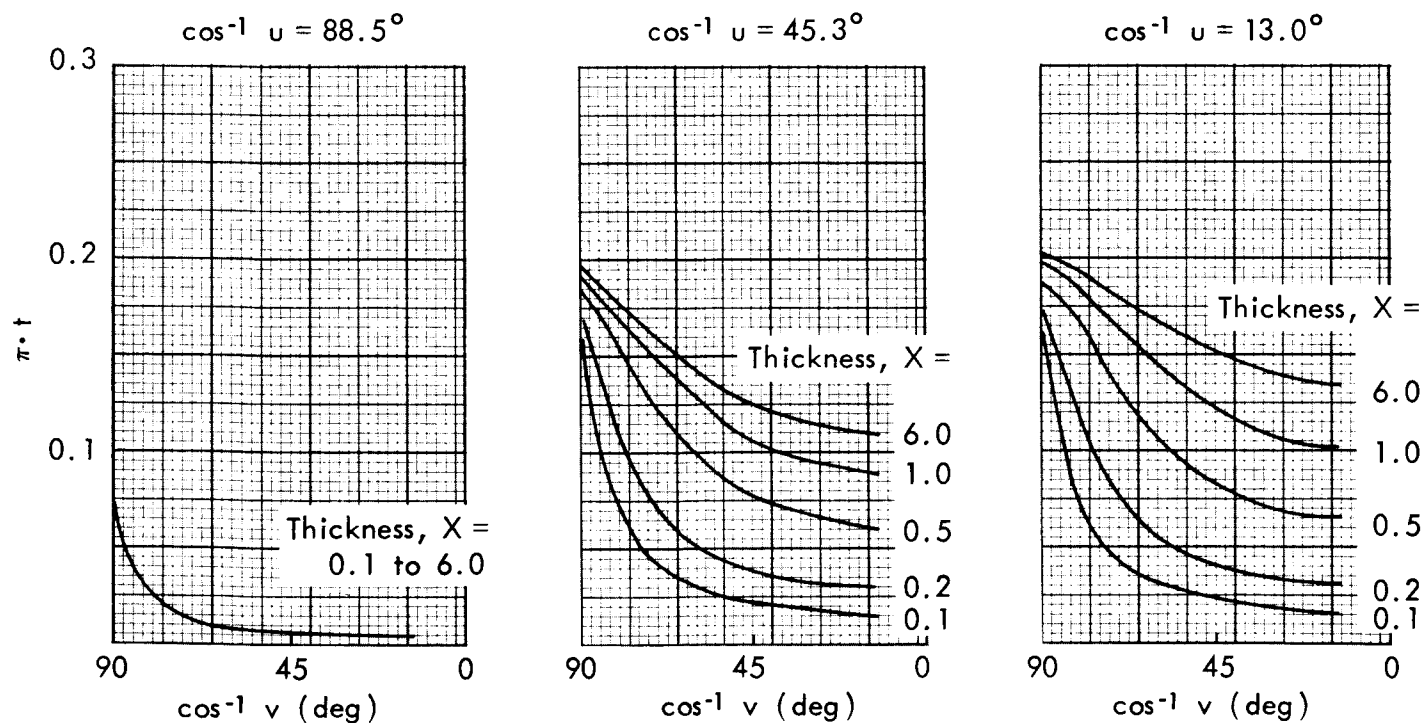 cos⁻¹ u = 88.5°
cos⁻¹ u = 45.3°
cos⁻¹ u = 13.0°
0.3
0.2
0.1
0
π· t
Thickness, X =
0.1 to 6.0
90
45
0
cos⁻¹ v (deg)
Thickness, X =
6.0
1.0
0.5
0.2
0.1
90
45
0
cos⁻¹ v (deg)
Thickness, X =
6.0
1.0
0.5
0.2
0.1
90
45
0
cos⁻¹ v (deg)